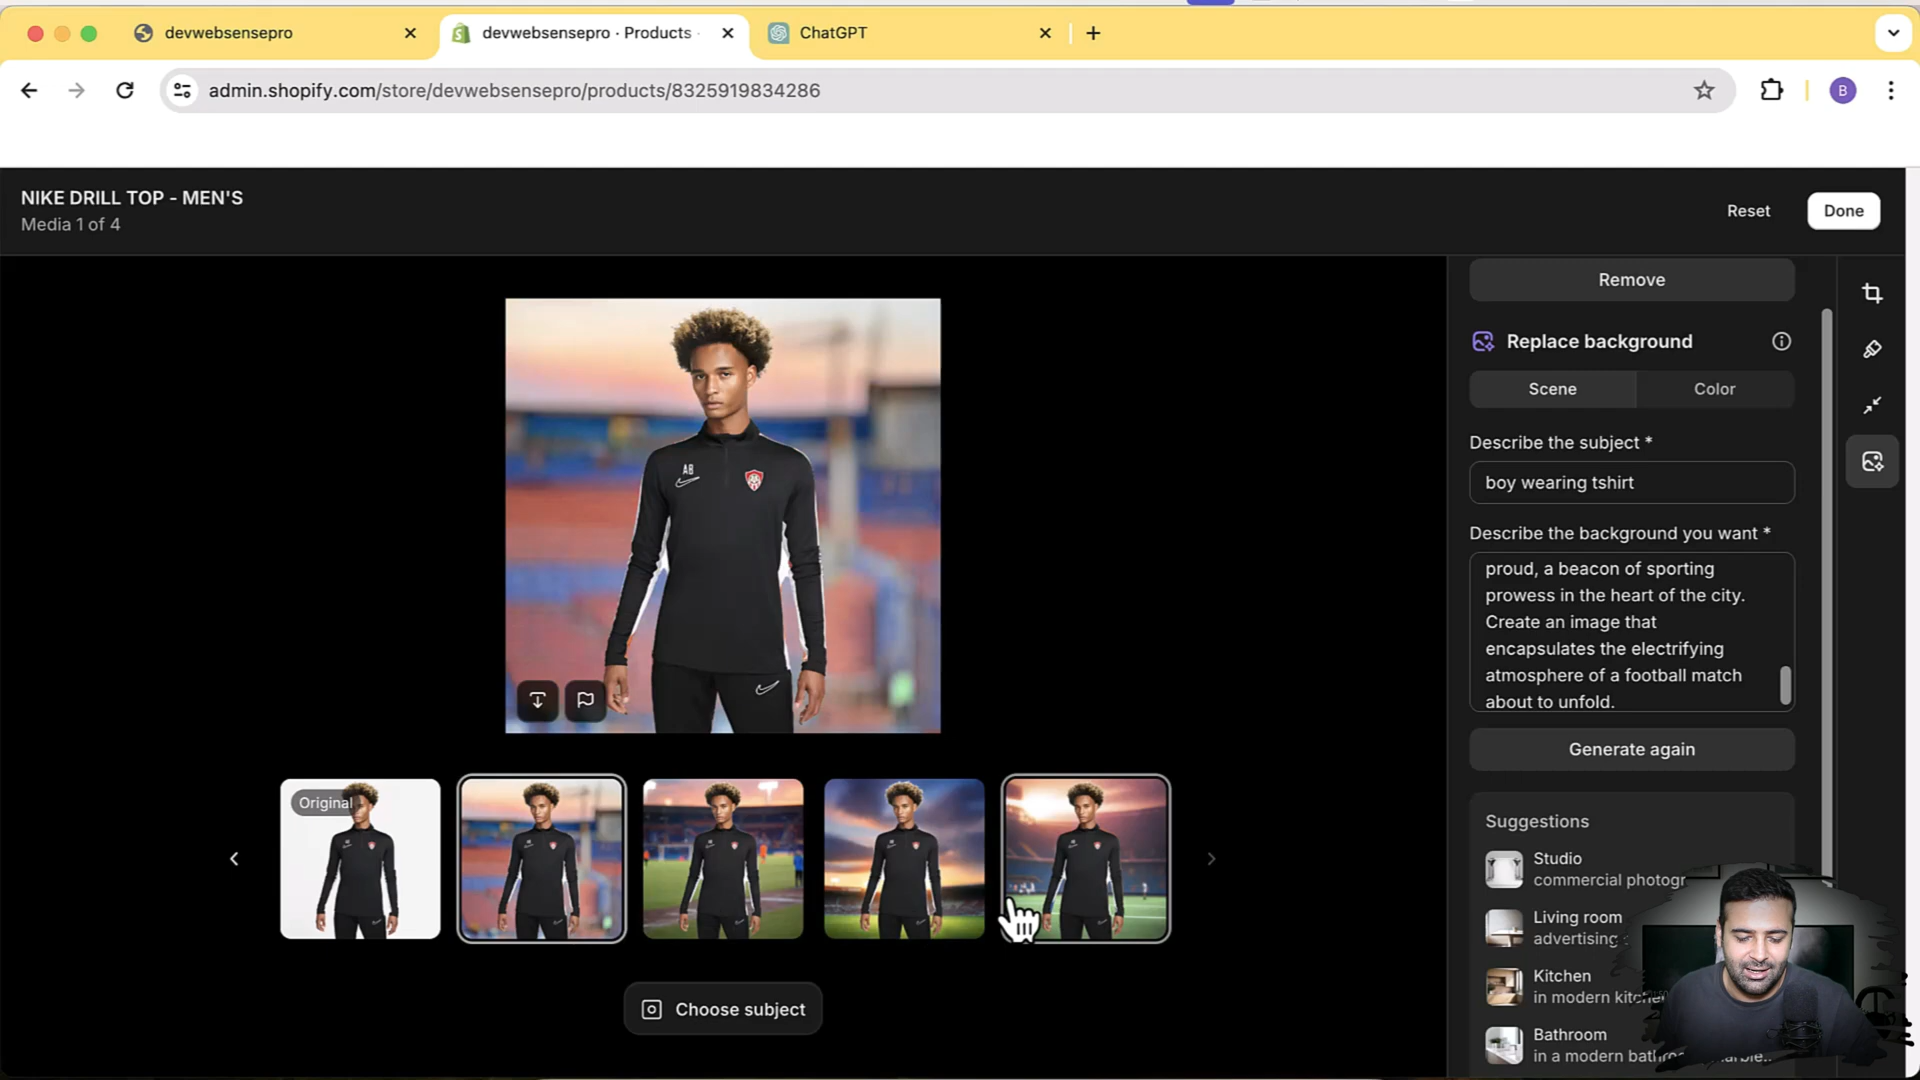 devwebsensepro
devwebsensepro · Products
ChatGPT
admin.shopify.com/store/devwebsensepro/products/8325919834286
B
NIKE DRILL TOP - MEN'S
Media 1 of 4
Reset
Done
Remove
Replace background
Scene
Color
Describe the subject *
boy wearing tshirt
Describe the background you want *
proud, a beacon of sporting
prowess in the heart of the city.
Create an image that
encapsulates the electrifying
atmosphere of a football match
about to unfold.
Generate again
AB
Original
Choose subject
Suggestions
Studio
commercial photogr
Living room
advertising
Kitchen
in modern kitche
Bathroom
in a modern bathro